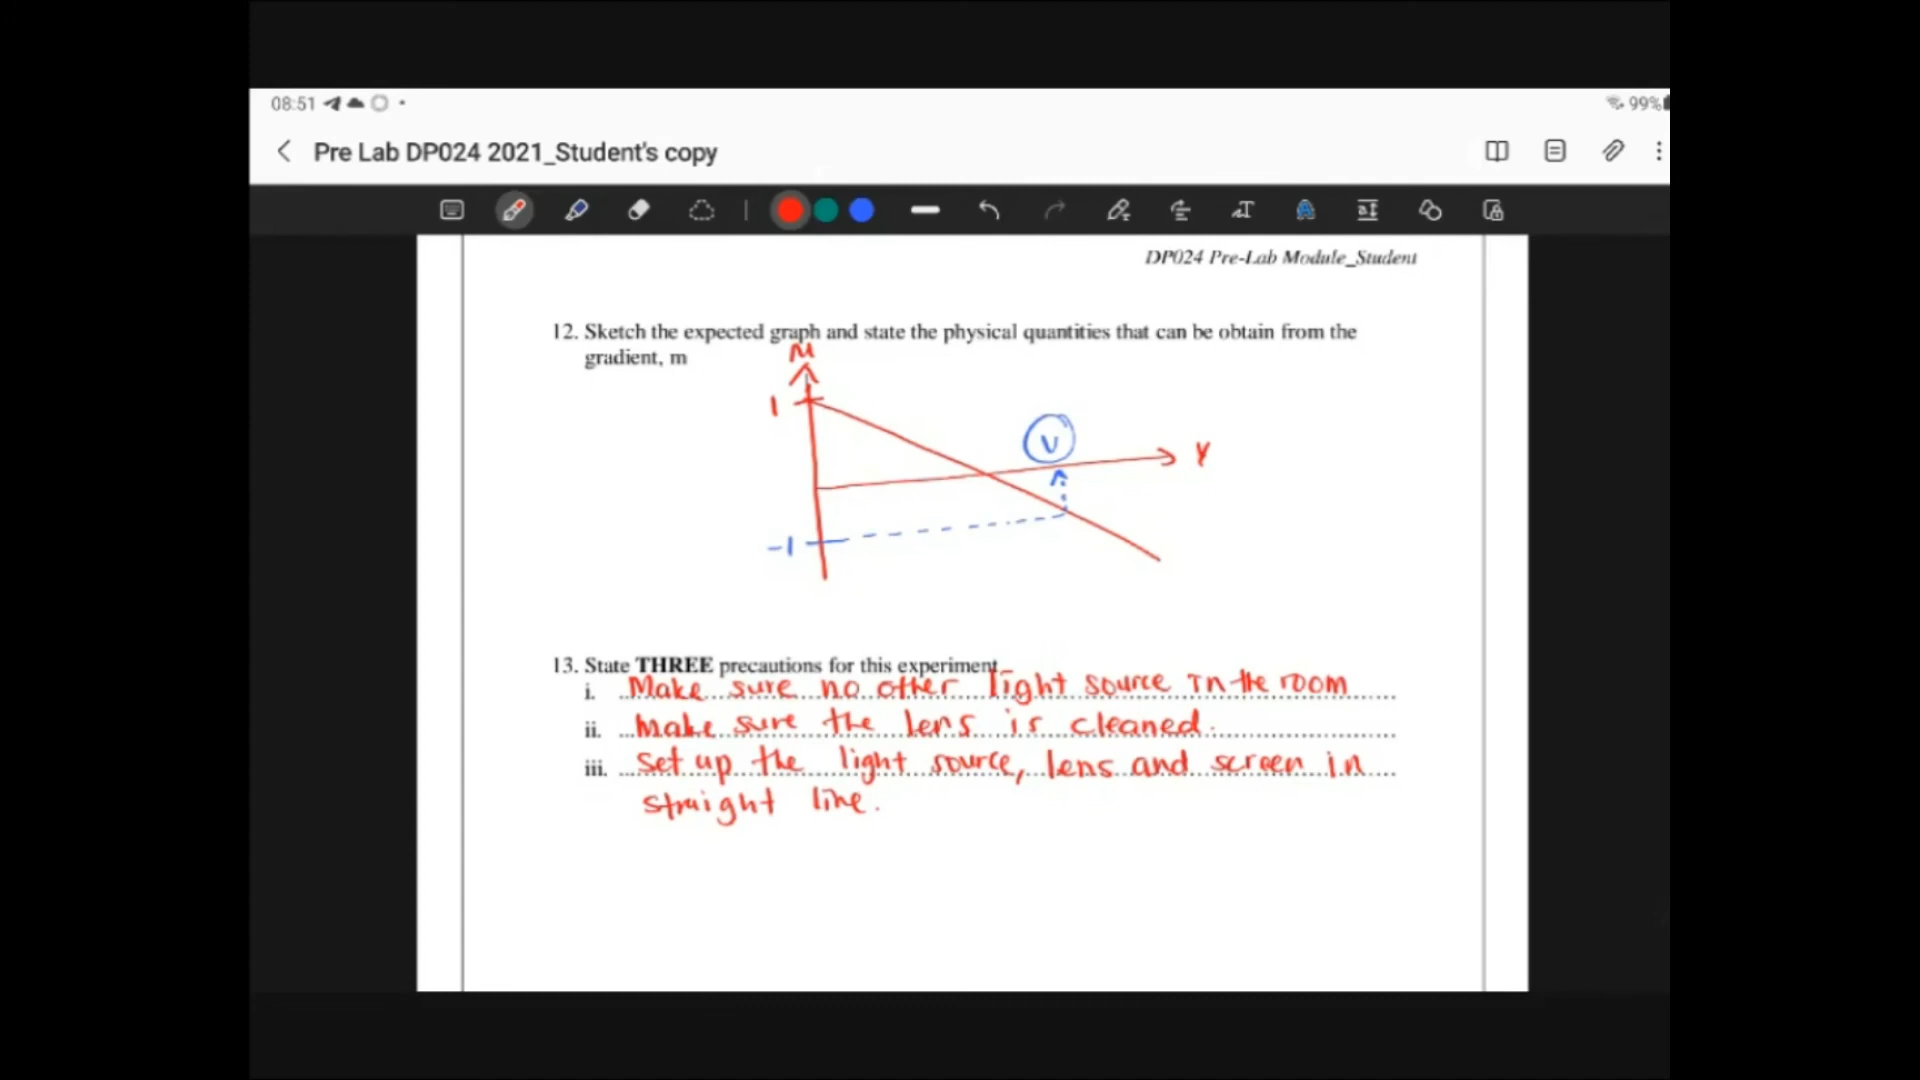 08:51
99%
Pre Lab DP024 2021_Student's copy
DP024 Pre-Lab Module_Student
12. Sketch the expected graph and state the physical quantities that can be obtain from the
gradient, m
M
1
V
-1
13. State THREE precautions for this experiment
i. Make sure no other light source in the room
ii. Make sure the lens is cleaned.
iii. Set up the light source, lens and screen in
straight line.